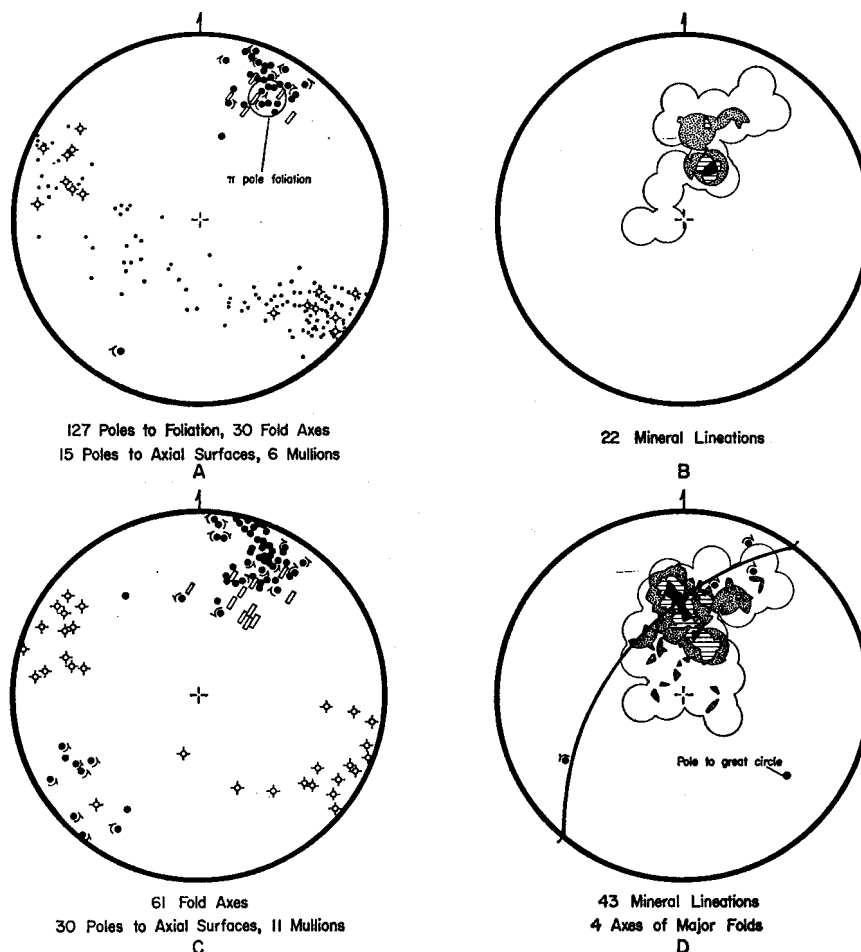 π pole foliation
127 Poles to Foliation, 30 Fold Axes
15 Poles to Axial Surfaces, 6 Mullions
A
22 Mineral Lineations
B
61 Fold Axes
30 Poles to Axial Surfaces, 11 Mullions
C
Pole to great circle
43 Mineral Lineations
4 Axes of Major Folds
D